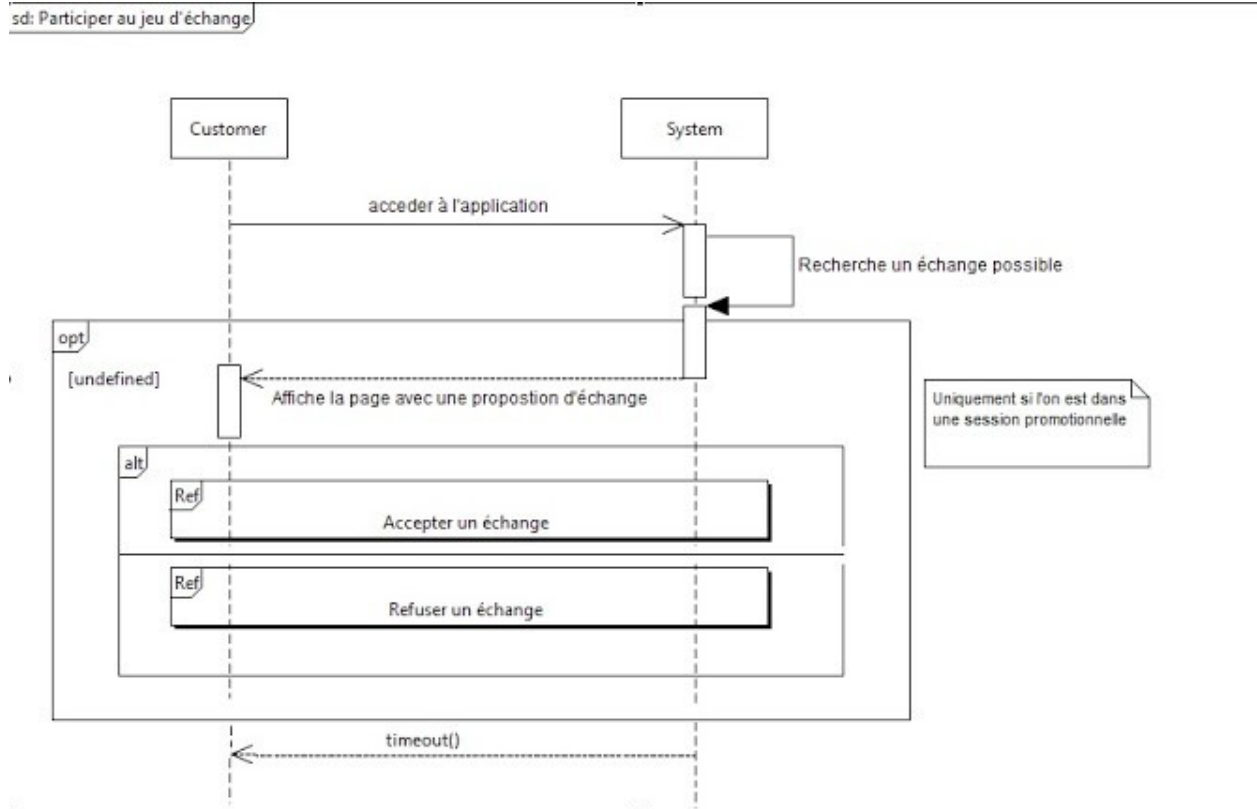 sd: Participer au jeu d'échange
Customer
System
acceder à l'application
Recherche un échange possible
opt
[undefined]
Affiche la page avec une propostion d'échange
Uniquement si l'on est dans
une session promotionnelle
alt
Ref
Accepter un échange
Ref
Refuser un échange
timeout()